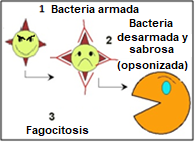 1 Bacteria armada
2 Bacteria
desarmada y
sabrosa
(opsonizada)
3
Fagocitosis